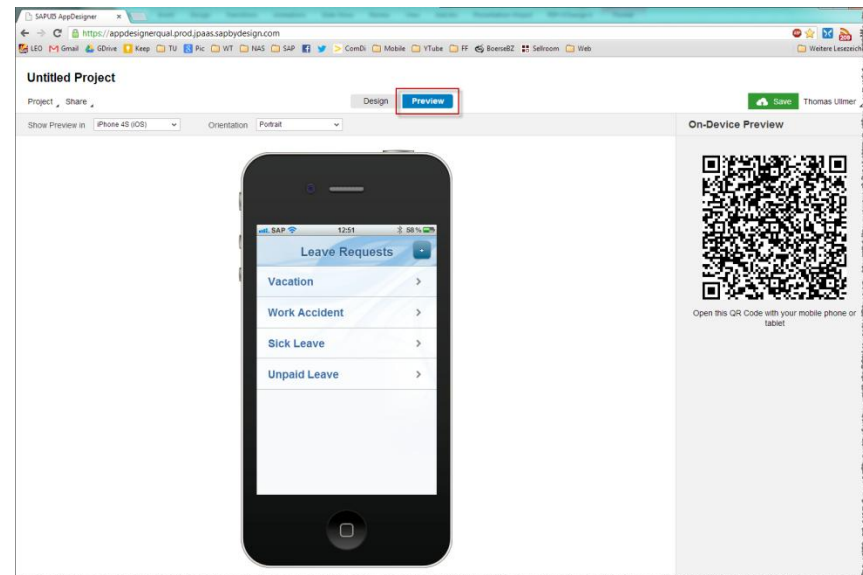 SAPUI5 AppDesigner
https://appdesignerqual.prod.jpaas.sapbydesign.com
LEO Gmail GDrive Keep TU Pic WT NAS SAP ComDi Mobile YTube FF BoerseBZ Sellroom Web Weitere Lesezeich
Untitled Project
Project Share Design Preview Save Thomas Ulmer
Show Preview in iPhone 4S (iOS) Orientation Portrait On-Device Preview
SAP 12:51 58%
Leave Requests
Vacation
Work Accident
Sick Leave
Unpaid Leave
Open this QR Code with your mobile phone or
tablet